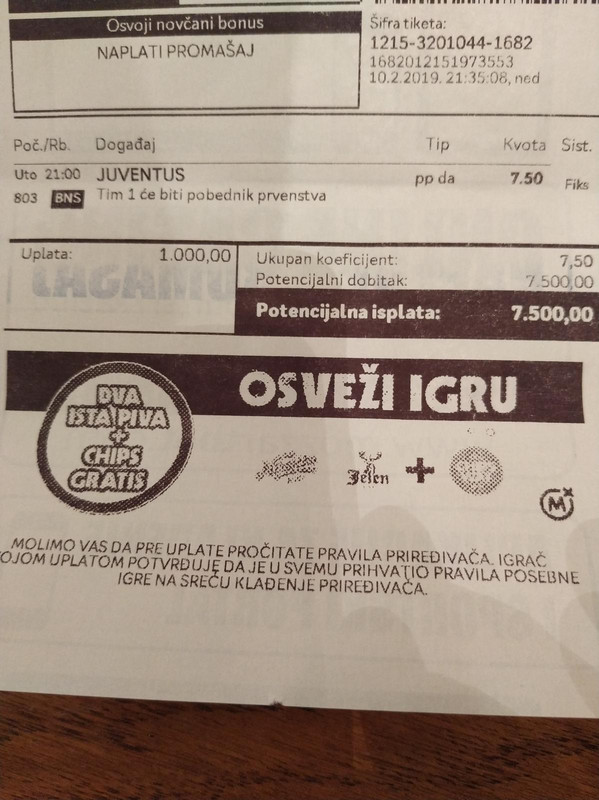 Osvoji novčani bonus
NAPLATI PROMAŠAJ
Šifra tiketa:
1215-3201044-1682
1682012151973553
10.2.2019. 21:35:08, ned
Poč./Rb. Događaj Tip Kvota Sist.
Uto 21:00 JUVENTUS pp da 7.50 Fiks
803 BNS Tim 1 će biti pobednik prvenstva
Uplata: 1.000,00
Ukupan koeficijent: 7,50
Potencijalni dobitak: 7.500,00
Potencijalna isplata: 7.500,00
DVA
ISTA PIVA
+
CHIPS
GRATIS
OSVEŽI IGRU
Jelen +
M
MOLIMO VAS DA PRE UPLATE PROČITATE PRAVILA PRIREĐIVAČA. IGRAČ
OJOM UPLATOM POTVRĐUJE DA JE U SVEMU PRIHVATIO PRAVILA POSEBNE
IGRE NA SREĆU KLAĐENJE PRIREĐIVAČA.